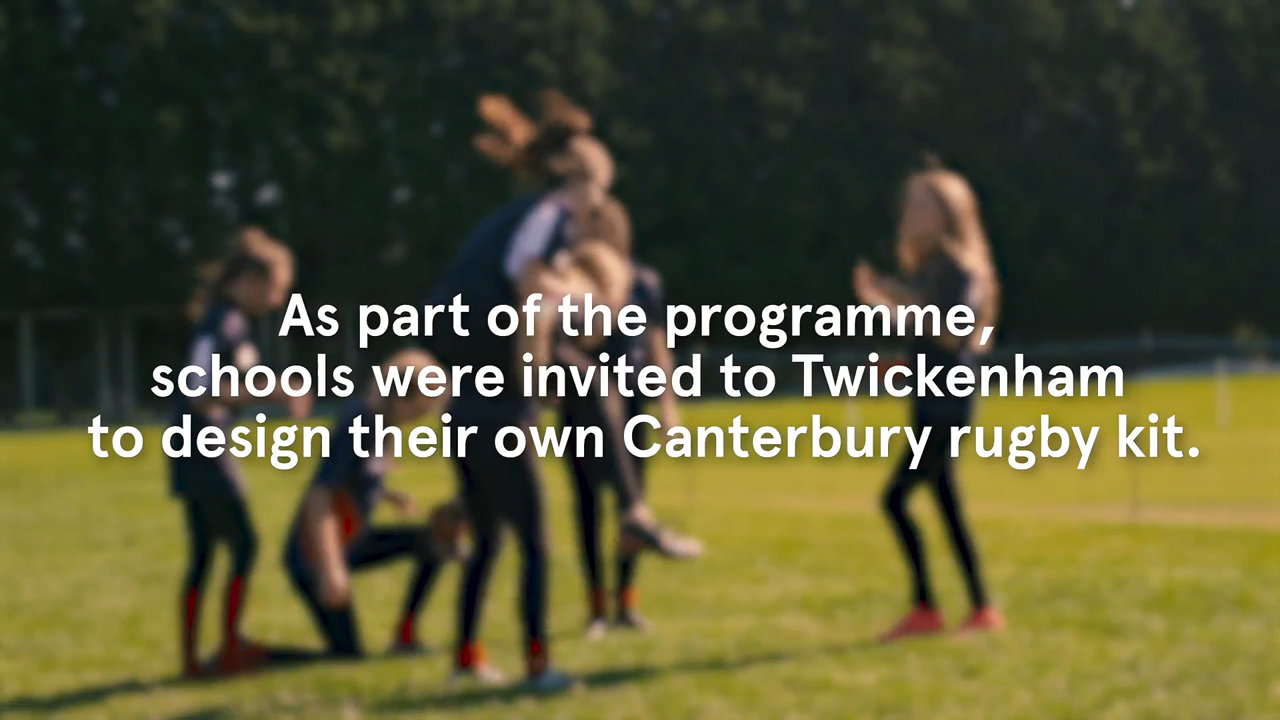 As part of the programme,
schools were invited to Twickenham
to design their own Canterbury rugby kit.